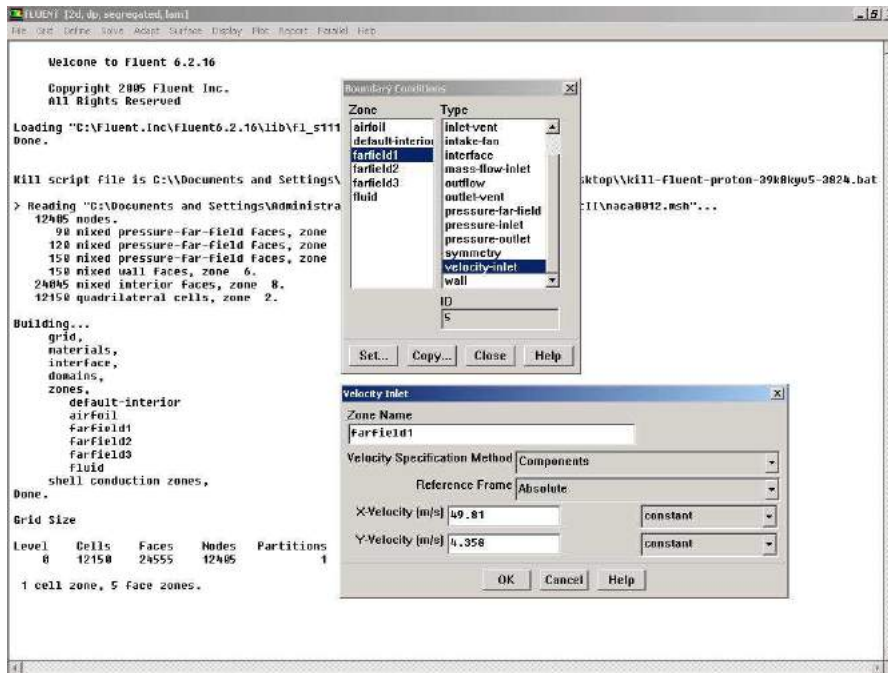 FLUENT [2d, dp, segregated, lam]
File Grid Define Solve Adapt Surface Display Plot Report Parallel Help
Welcome to Fluent 6.2.16
Copyright 2005 Fluent Inc.
All Rights Reserved
Loading "C:\Fluent.Inc\fluent6.2.16\lib\fl_s111
Done.
Kill script file is C:\\Documents and Settings\
sktop\\kill-fluent-proton-39k8kyv5-3824.bat
> Reading "C:\Documents and Settings\Administra
II\naca0012.msh"...
12405 nodes.
90 mixed pressure-far-field faces, zone
120 mixed pressure-far-field faces, zone
150 mixed pressure-far-field faces, zone
150 mixed wall faces, zone 6.
24045 mixed interior faces, zone 8.
12150 quadrilateral cells, zone 2.
Building...
grid,
materials,
interface,
domains,
zones,
default-interior
airfoil
farfield1
farfield2
farfield3
fluid
shell conduction zones,
Done.
Grid Size
Level Cells Faces Nodes Partitions
0 12150 24555 12405 1
1 cell zone, 5 face zones.
Boundary Conditions
Zone
airfoil
default-interior
farfield1
farfield2
farfield3
fluid
Type
inlet-vent
intake-fan
interface
mass-flow-inlet
outflow
outlet-vent
pressure-far-field
pressure-inlet
pressure-outlet
symmetry
velocity-inlet
wall
ID
5
Set... Copy... Close Help
Velocity Inlet
Zone Name
farfield1
Velocity Specification Method Components
Reference Frame Absolute
X-Velocity (m/s) 49.81 constant
Y-Velocity (m/s) 4.358 constant
OK Cancel Help